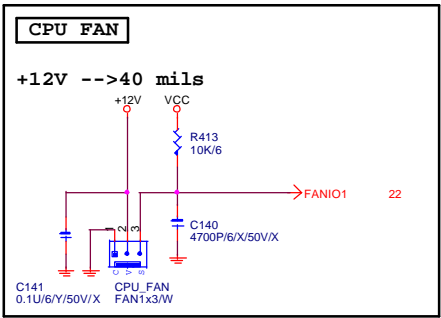 CPU FAN
+12V -->40 mils
+12V
VCC
R413
10K/6
FANIO1
22
C140
4700P/6/X/50V/X
1
2
3
C
V
S
C141
0.1U/6/Y/50V/X
CPU_FAN
FAN1x3/W